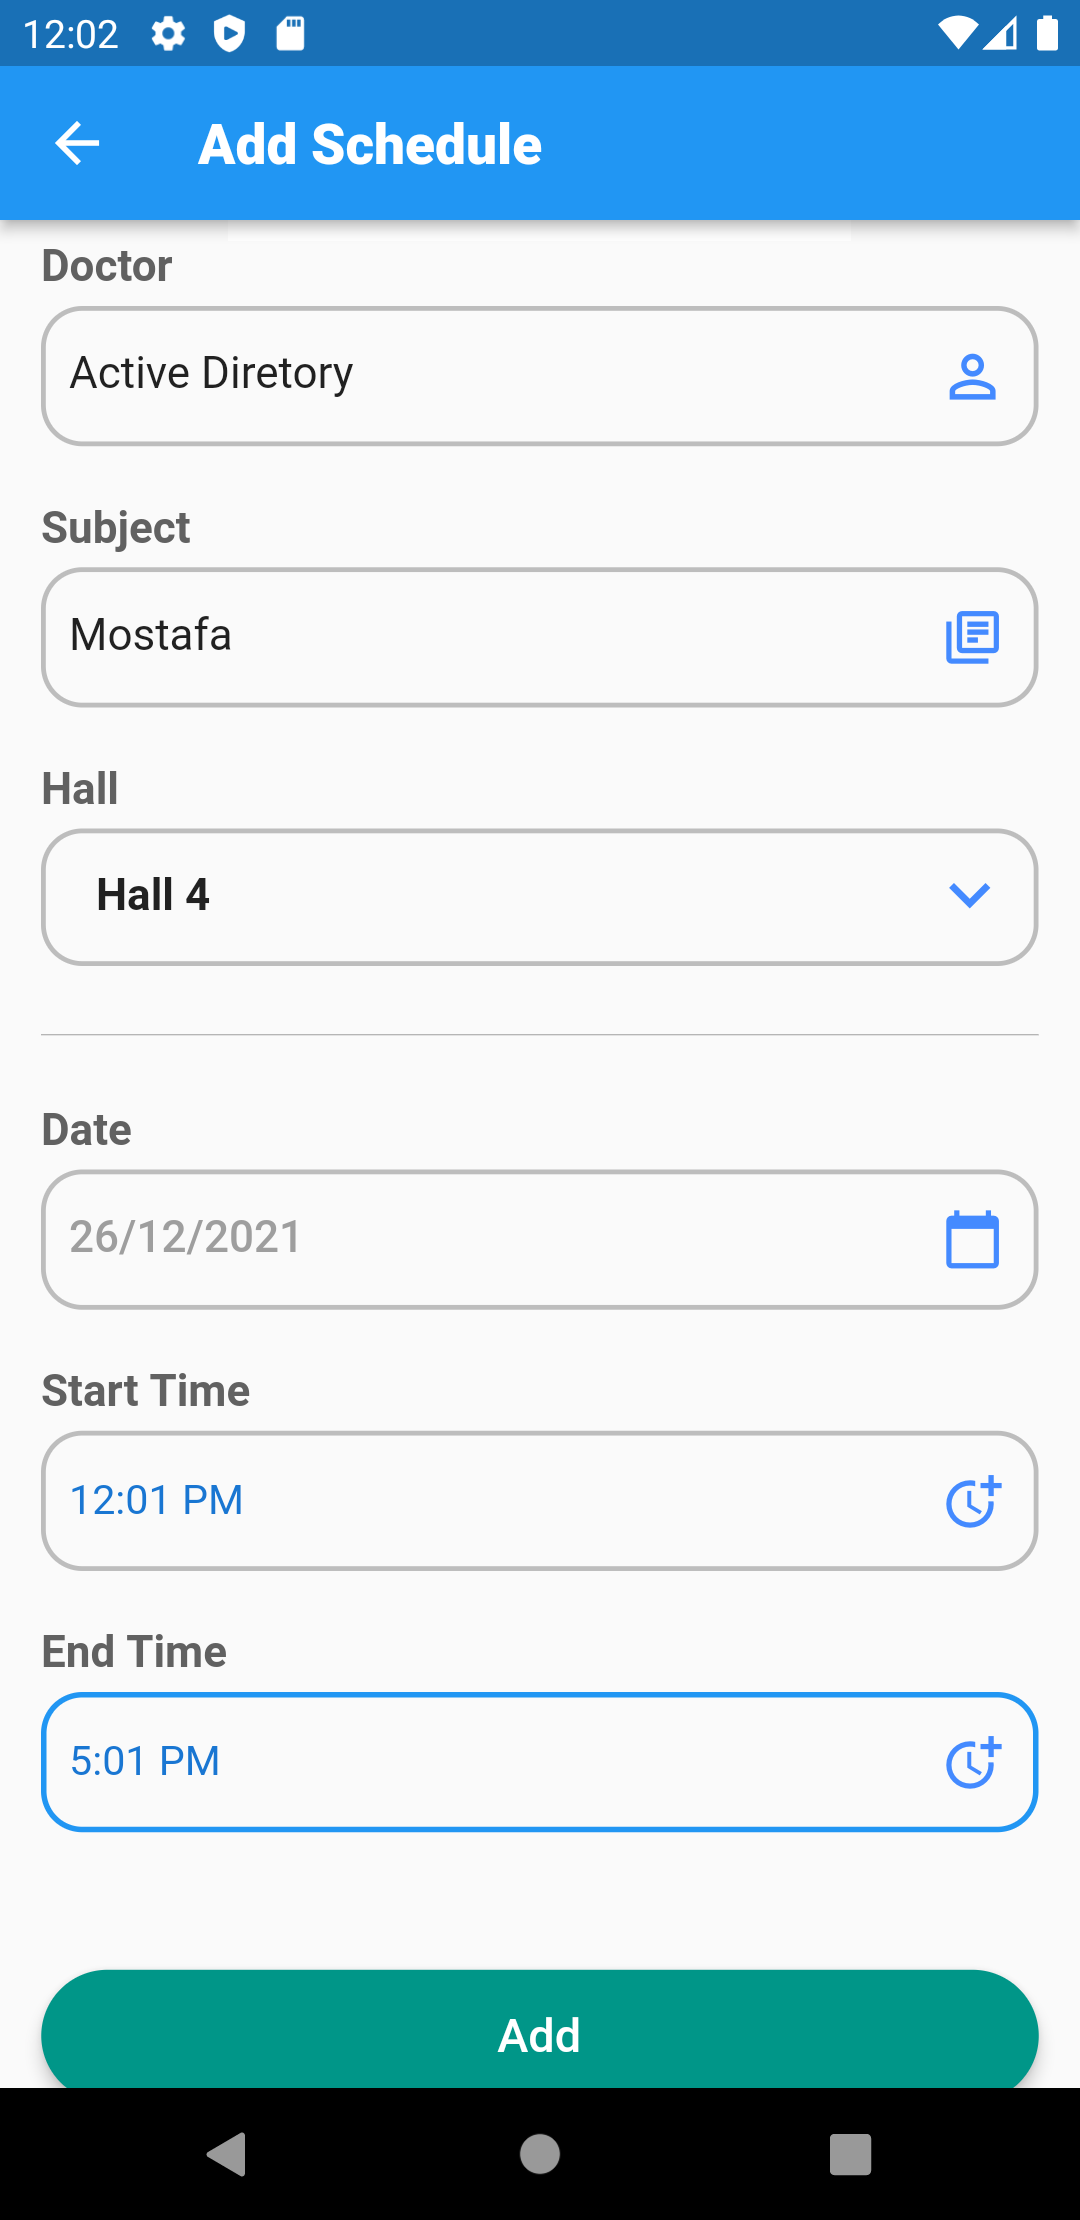 12:02
Add Schedule
Doctor
Active Diretory
Subject
Mostafa
Hall
Hall 4
Date
26/12/2021
Start Time
12:01 PM
End Time
5:01 PM
Add